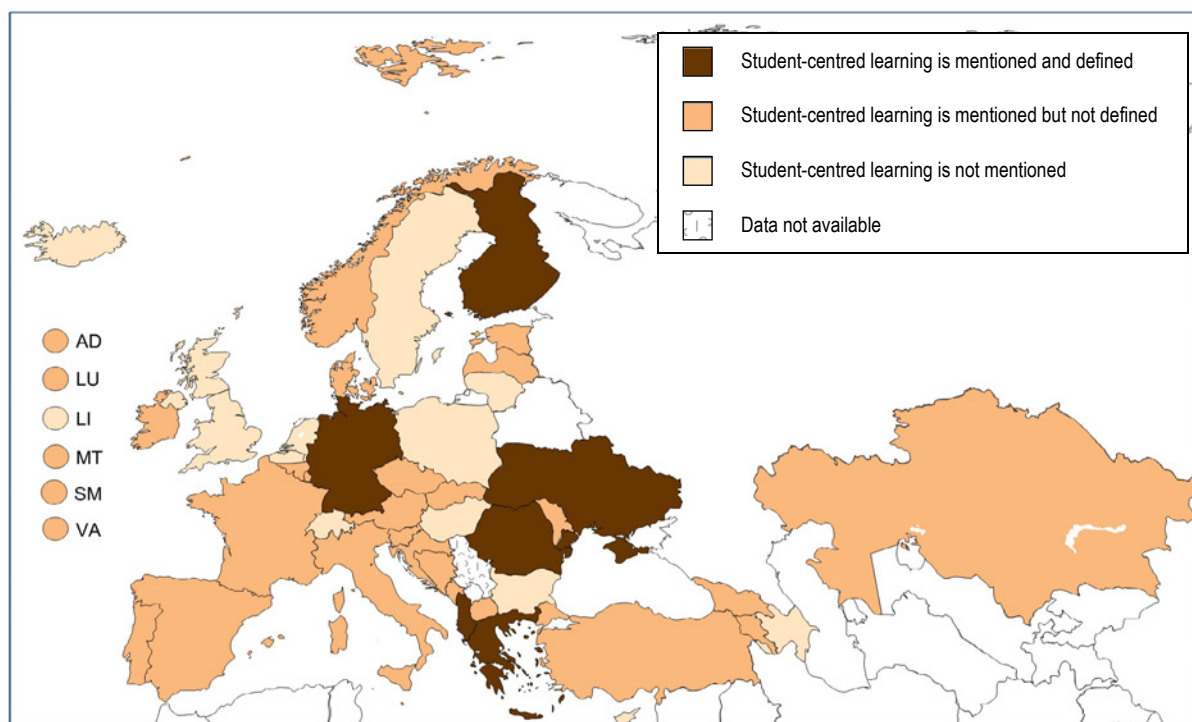 Student-centred learning is mentioned and defined
Student-centred learning is mentioned but not defined
Student-centred learning is not mentioned
Data not available
AD
LU
LI
MT
SM
VA